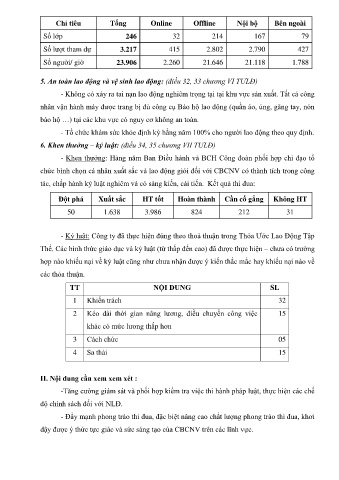 Chỉ tiêu Tổng Online Offline Nội bộ Bên ngoài
Số lớp 246 32 214 167 79
Số lượt tham dự 3.217 415 2.802 2.790 427
Số người/ giờ 23.906 2.260 21.646 21.118 1.788
5. An toàn lao động và vệ sinh lao động: (điều 32, 33 chương VI TULĐ)
- Không có xảy ra tai nạn lao động nghiêm trọng tại tại khu vực sản xuất. Tất cả công
nhân vận hành máy được trang bị đủ công cụ Bảo hộ lao động (quần áo, ủng, găng tay, nón
bảo hộ …) tại các khu vực có nguy cơ không an toàn.
- Tổ chức khám sức khỏe định kỳ hằng năm 100% cho người lao động theo quy định.
6. Khen thưởng – kỷ luật: (điều 34, 35 chương VII TULĐ)
- Khen thưởng: Hàng năm Ban Điều hành và BCH Công đoàn phối hợp chỉ đạo tổ
chức bình chọn cá nhân xuất sắc và lao động giỏi đối với CBCNV có thành tích trong công
tác, chấp hành kỷ luật nghiêm và có sáng kiến, cải tiến. Kết quả thi đua:
Đột phá Xuất sắc HT tốt Hoàn thành Cần cố gắng Không HT
50 1.638 3.986 824 212 31
- Kỷ luật: Công ty đã thực hiện đúng theo thoả thuận trong Thỏa Ước Lao Động Tập
Thể. Các hình thức giáo dục và kỷ luật (từ thấp đến cao) đã được thực hiện – chưa có trường
hợp nào khiếu nại về kỷ luật cũng như chưa nhận được ý kiến thắc mắc hay khiếu nại nào về
các thỏa thuận.
TT NỘI DUNG SL
1 Khiển trách 32
2 Kéo dài thời gian nâng lương, điều chuyển công việc 15
khác có mức lương thấp hơn
3 Cách chức 05
4 Sa thải 15
II. Nội dung cần xem xem xét :
-Tăng cường giám sát và phối hợp kiểm tra việc thi hành pháp luật, thực hiện các chế
độ chính sách đối với NLĐ.
- Đẩy mạnh phong trào thi đua, đặc biệt nâng cao chất lượng phong trào thi đua, khơi
dậy được ý thức tực giác và sức sáng tạo của CBCNV trên các lĩnh vực.